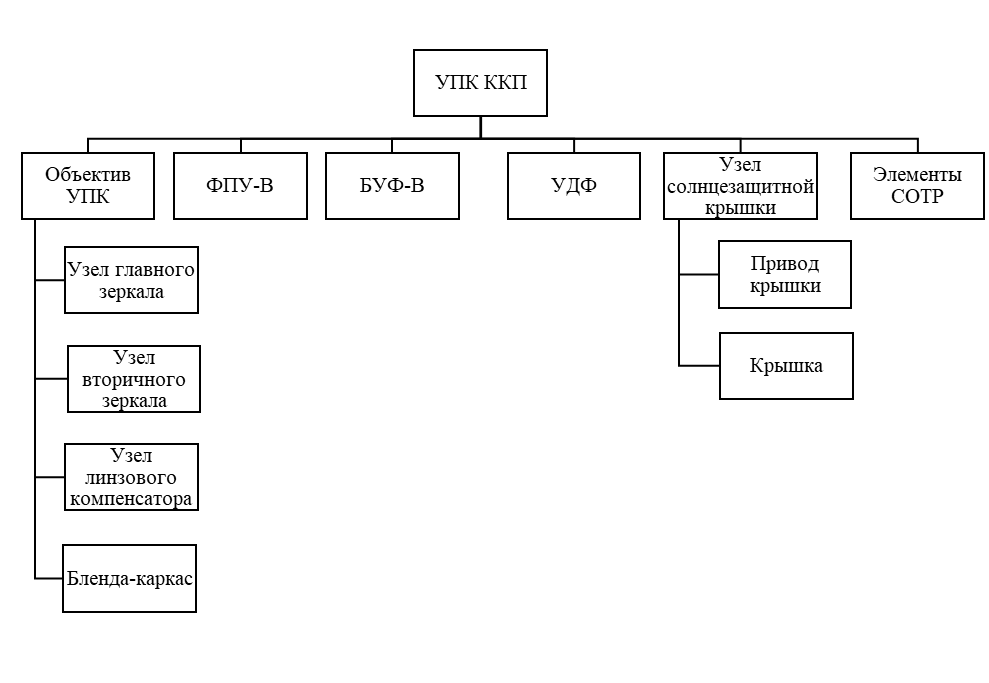 УПК ККП
Объектив
УПК
ФПУ-В
БУФ-В
УДФ
Узел
солнцезащитной
крышки
Элементы
СОТР
Узел главного
зеркала
Узел
вторичного
зеркала
Узел
линзового
компенсатора
Бленда-каркас
Привод
крышки
Крышка